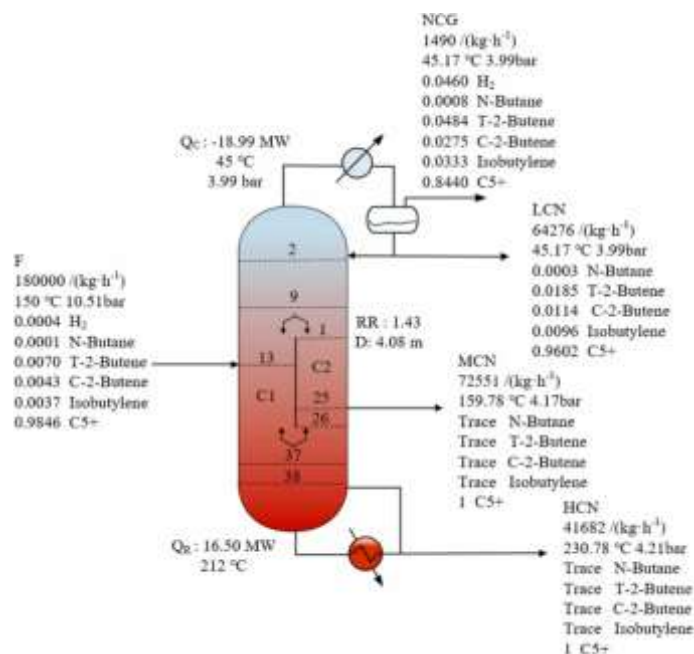 NCG
1490 /(kg·h⁻¹)
45.17 °C 3.99bar
0.0460 H₂
0.0008 N-Butane
0.0484 T-2-Butene
0.0275 C-2-Butene
0.0333 Isobutylene
0.8440 C5+
Q_C : -18.99 MW
45 °C
3.99 bar
LCN
64276 /(kg·h⁻¹)
45.17 °C 3.99bar
0.0003 N-Butane
0.0185 T-2-Butene
0.0114 C-2-Butene
0.0096 Isobutylene
0.9602 C5+
F
180000 /(kg·h⁻¹)
150 °C 10.51bar
0.0004 H₂
0.0001 N-Butane
0.0070 T-2-Butene
0.0043 C-2-Butene
0.0037 Isobutylene
0.9846 C5+
2
9
1
13
C2
C1
25
26
37
38
RR : 1.43
D: 4.08 m
MCN
72551 /(kg·h⁻¹)
159.78 °C 4.17bar
Trace N-Butane
Trace T-2-Butene
Trace C-2-Butene
Trace Isobutylene
1 C5+
Q_R : 16.50 MW
212 °C
HCN
41682 /(kg·h⁻¹)
230.78 °C 4.21bar
Trace N-Butane
Trace T-2-Butene
Trace C-2-Butene
Trace Isobutylene
1 C5+